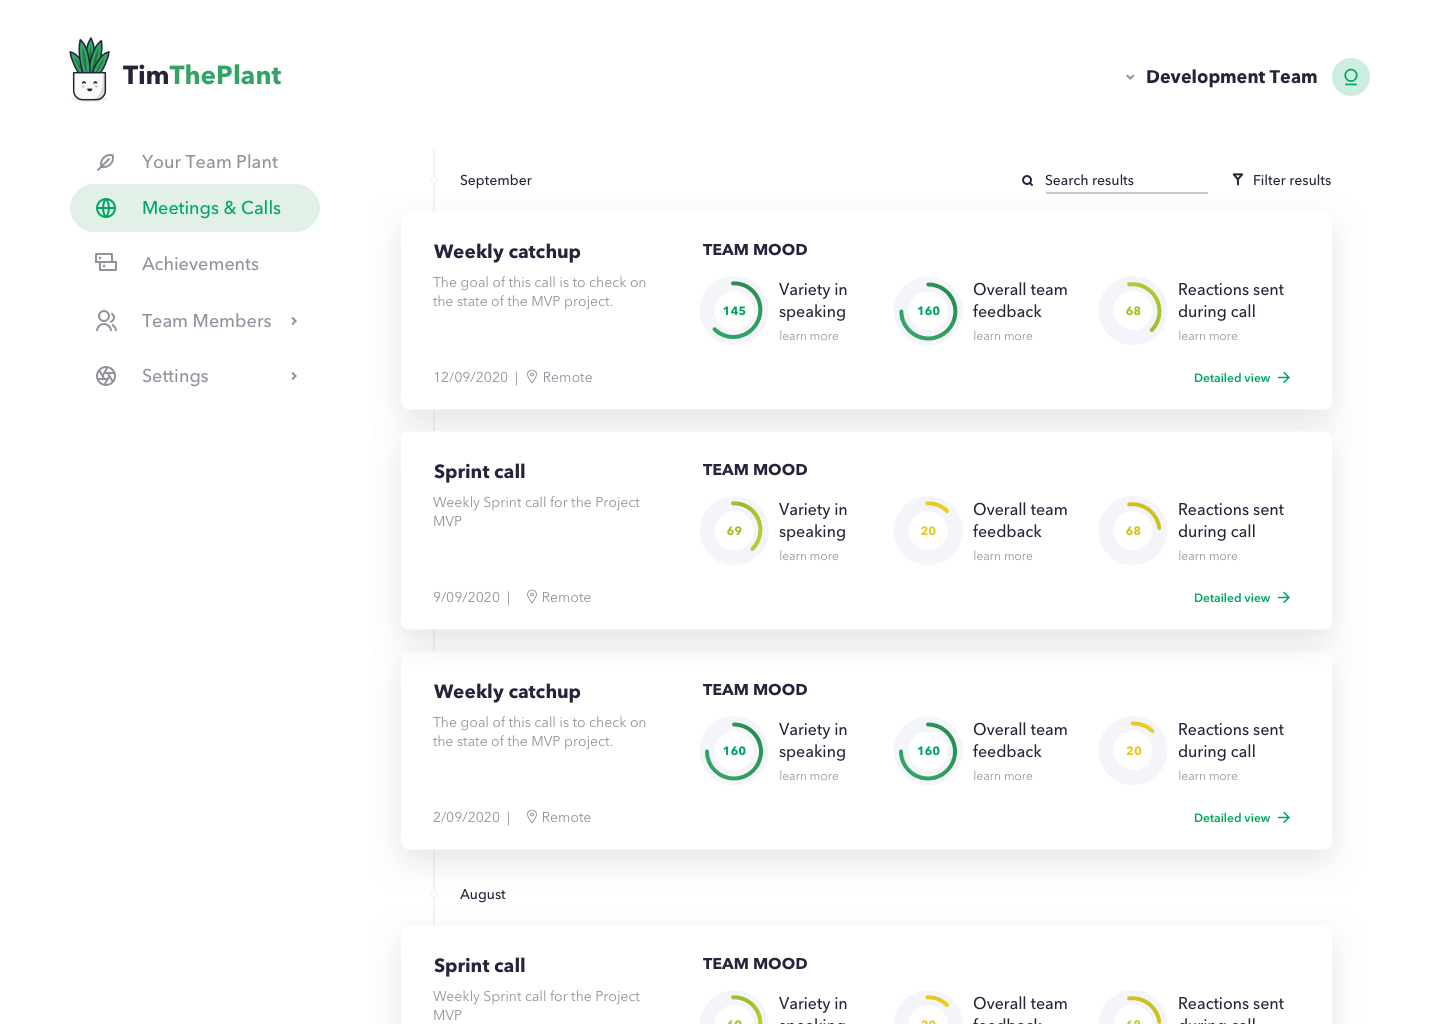 TimThePlant
Development Team
Your Team Plant
Meetings & Calls
Achievements
Team Members
Settings
September
Search results
Filter results
Weekly catchup
The goal of this call is to check on
the state of the MVP project.
12/09/2020 | Remote
TEAM MOOD
145
Variety in
speaking
learn more
160
Overall team
feedback
learn more
68
Reactions sent
during call
learn more
Detailed view
Sprint call
Weekly Sprint call for the Project
MVP
9/09/2020 | Remote
TEAM MOOD
69
Variety in
speaking
learn more
20
Overall team
feedback
learn more
68
Reactions sent
during call
learn more
Detailed view
Weekly catchup
The goal of this call is to check on
the state of the MVP project.
2/09/2020 | Remote
TEAM MOOD
160
Variety in
speaking
learn more
160
Overall team
feedback
learn more
20
Reactions sent
during call
learn more
Detailed view
August
Sprint call
Weekly Sprint call for the Project
MVP
TEAM MOOD
69
Variety in
speaking
20
Overall team
feedback
68
Reactions sent
during call